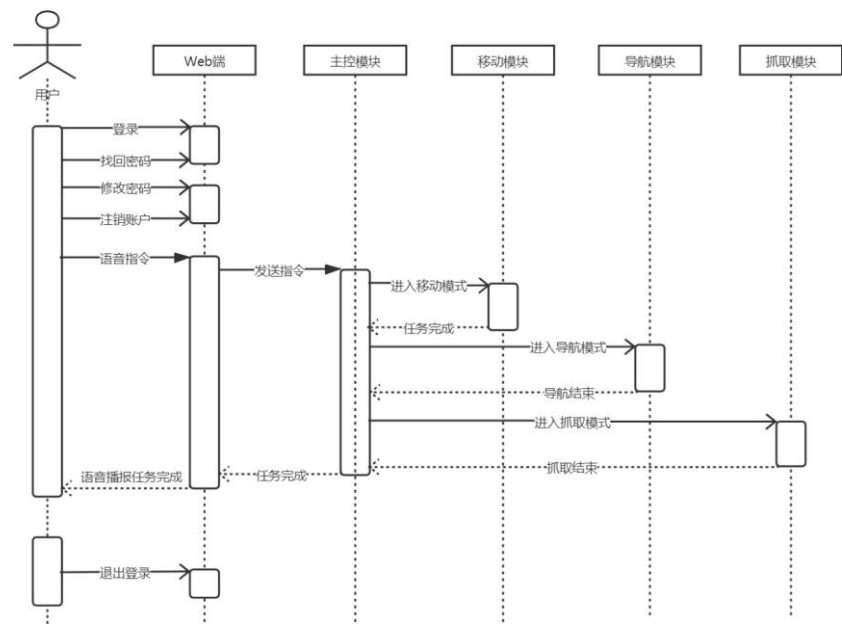 Web端
主控模块
移动模块
导航模块
抓取模块
用户
登录
找回密码
修改密码
注销账户
语音指令
发送指令
进入移动模式
任务完成
进入导航模式
导航结束
进入抓取模式
抓取结束
任务完成
语音播报任务完成
退出登录